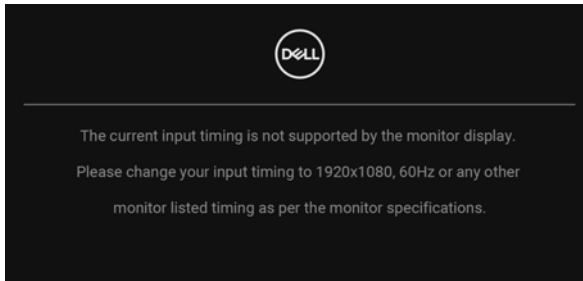 DELL
The current input timing is not supported by the monitor display.
Please change your input timing to 1920x1080, 60Hz or any other
monitor listed timing as per the monitor specifications.